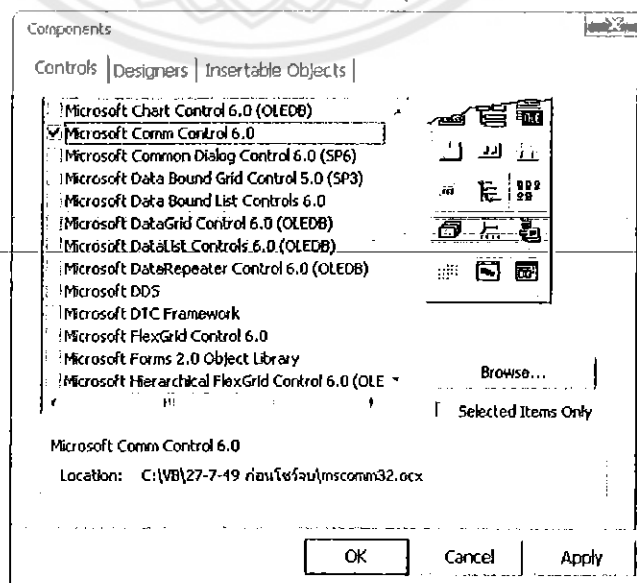 Components
Controls Designers Insertable Objects
Microsoft Chart Control 6.0 (OLEDB)
Microsoft Comm Control 6.0
Microsoft Common Dialog Control 6.0 (SP6)
Microsoft Data Bound Grid Control 5.0 (SP3)
Microsoft Data Bound List Controls 6.0
Microsoft DataGrid Control 6.0 (OLEDB)
Microsoft DataList Controls 6.0 (OLEDB)
Microsoft DataRepeater Control 6.0 (OLEDB)
Microsoft DDS
Microsoft DTC Framework
Microsoft FlexGrid Control 6.0
Microsoft Forms 2.0 Object Library
Microsoft Hierarchical FlexGrid Control 6.0 (OLE
Browse...
Selected Items Only
Microsoft Comm Control 6.0
Location: C:\VB\27-7-49 ก่อนโชว์จบ\mscomm32.ocx
OK Cancel Apply